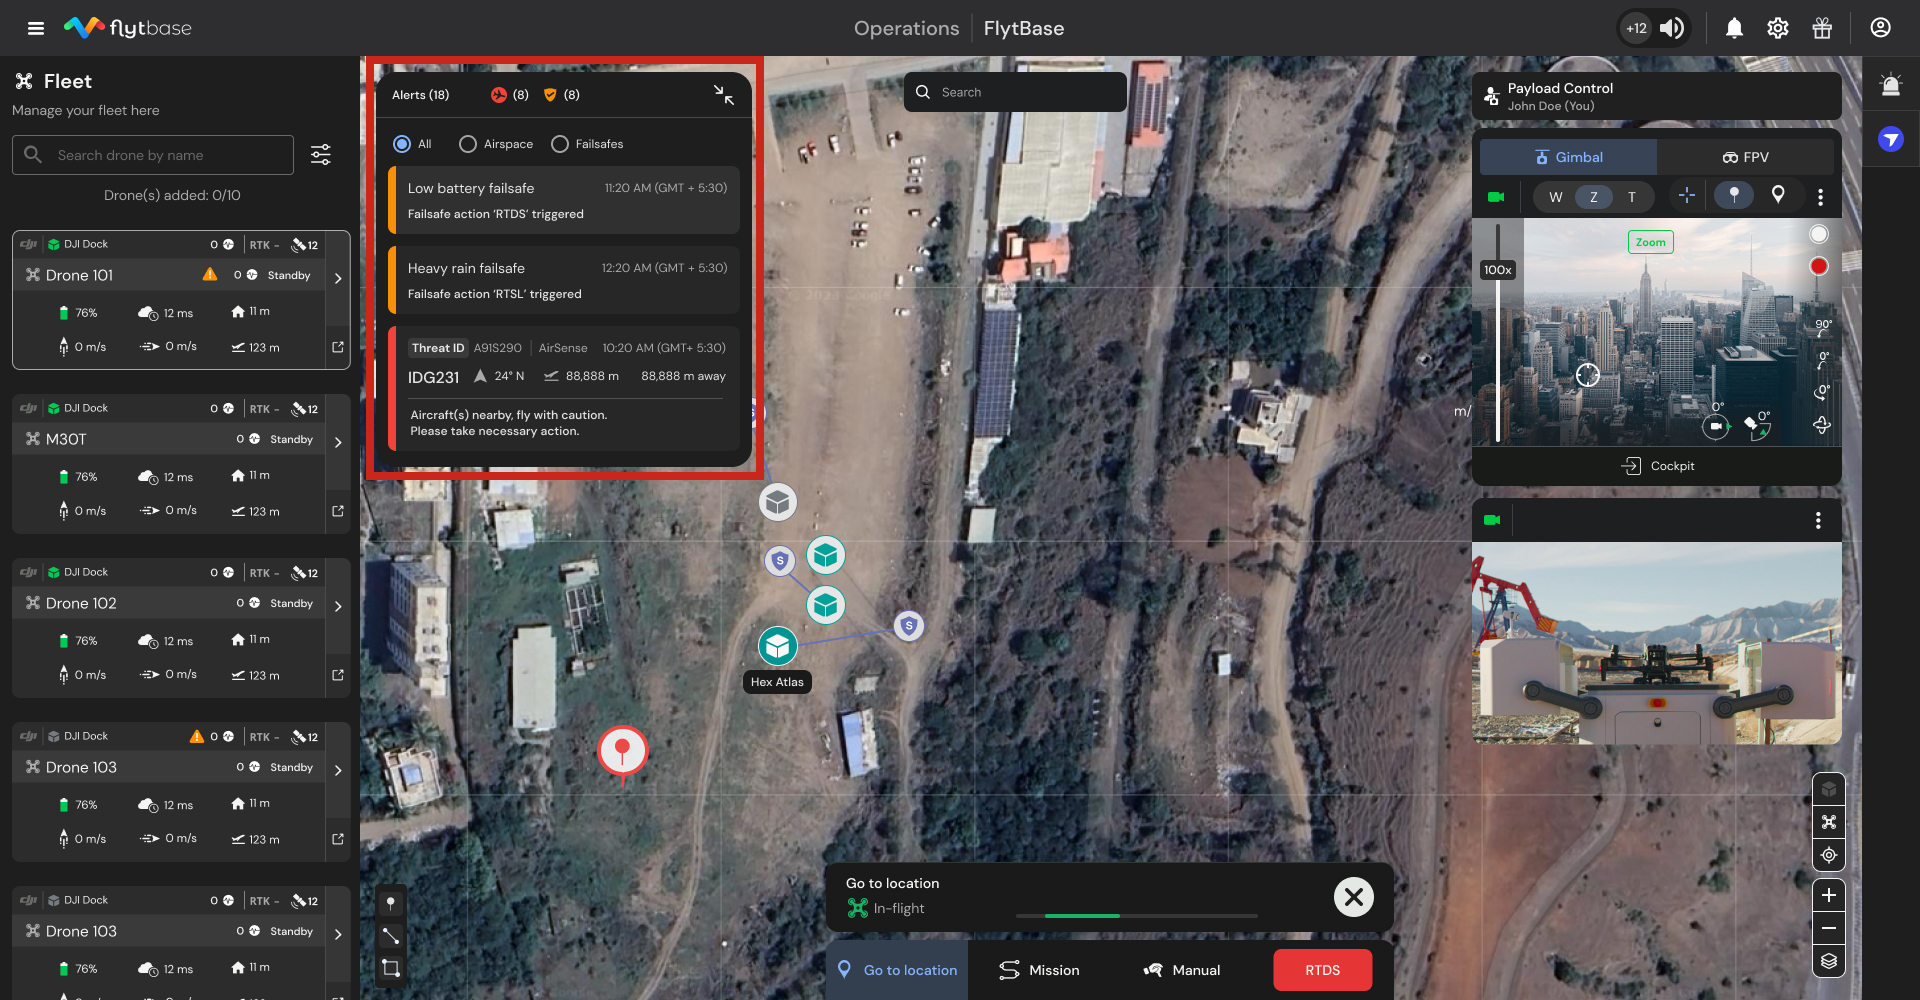 flytbase
Operations
FlytBase
+12
Fleet
Manage your fleet here
Search drone by name
Drone(s) added: 0/10
DJI Dock 0 RTK - 12
Drone 101 0 Standby
76% 12 ms 11 m
0 m/s 0 m/s 123 m
DJI Dock 0 RTK - 12
M30T 0 Standby
76% 12 ms 11 m
0 m/s 0 m/s 123 m
DJI Dock 0 RTK - 12
Drone 102 0 Standby
76% 12 ms 11 m
0 m/s 0 m/s 123 m
DJI Dock 0 RTK - 12
Drone 103 0 Standby
76% 12 ms 11 m
0 m/s 0 m/s 123 m
DJI Dock 0 RTK - 12
Drone 103 0 Standby
76% 12 ms 11 m
Alerts (18) (8) (8)
All Airspace Failsafes
Low battery failsafe 11:20 AM (GMT + 5:30)
Failsafe action ‘RTDS’ triggered
Heavy rain failsafe 12:20 AM (GMT + 5:30)
Failsafe action ‘RTSL’ triggered
Threat ID A91S290 AirSense 10:20 AM (GMT+ 5:30)
IDG231 24° N 88,888 m 88,888 m away
Aircraft(s) nearby, fly with caution.
Please take necessary action.
Search
S
S
Hex Atlas
m/
Payload Control
John Doe (You)
Gimbal FPV
W Z T
Zoom
100x
90°
0°
0°
0° 0°
Cockpit
Go to location
In-flight
Go to location Mission Manual RTDS